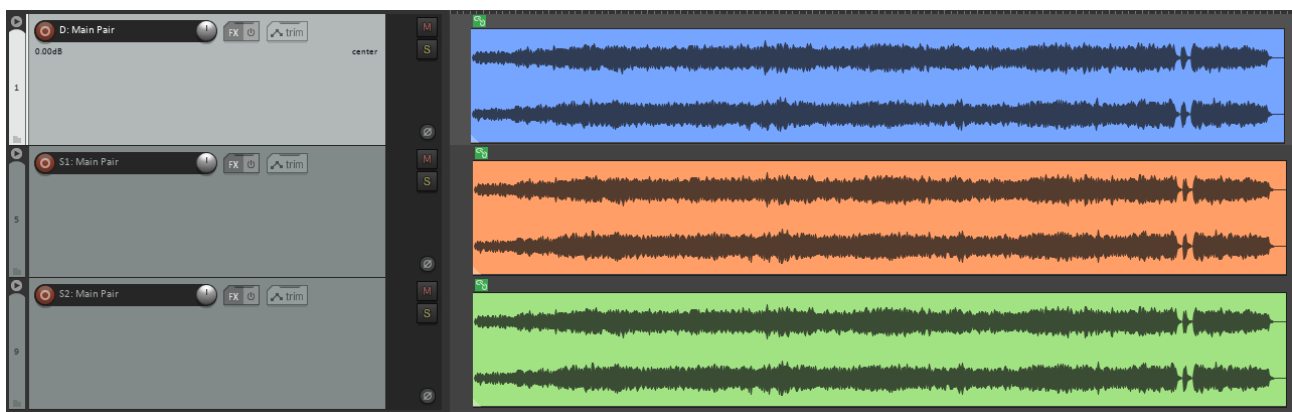 D: Main Pair FX trim M
0.00dB center S
1
S1: Main Pair FX trim M
S
5
S2: Main Pair FX trim M
S
9